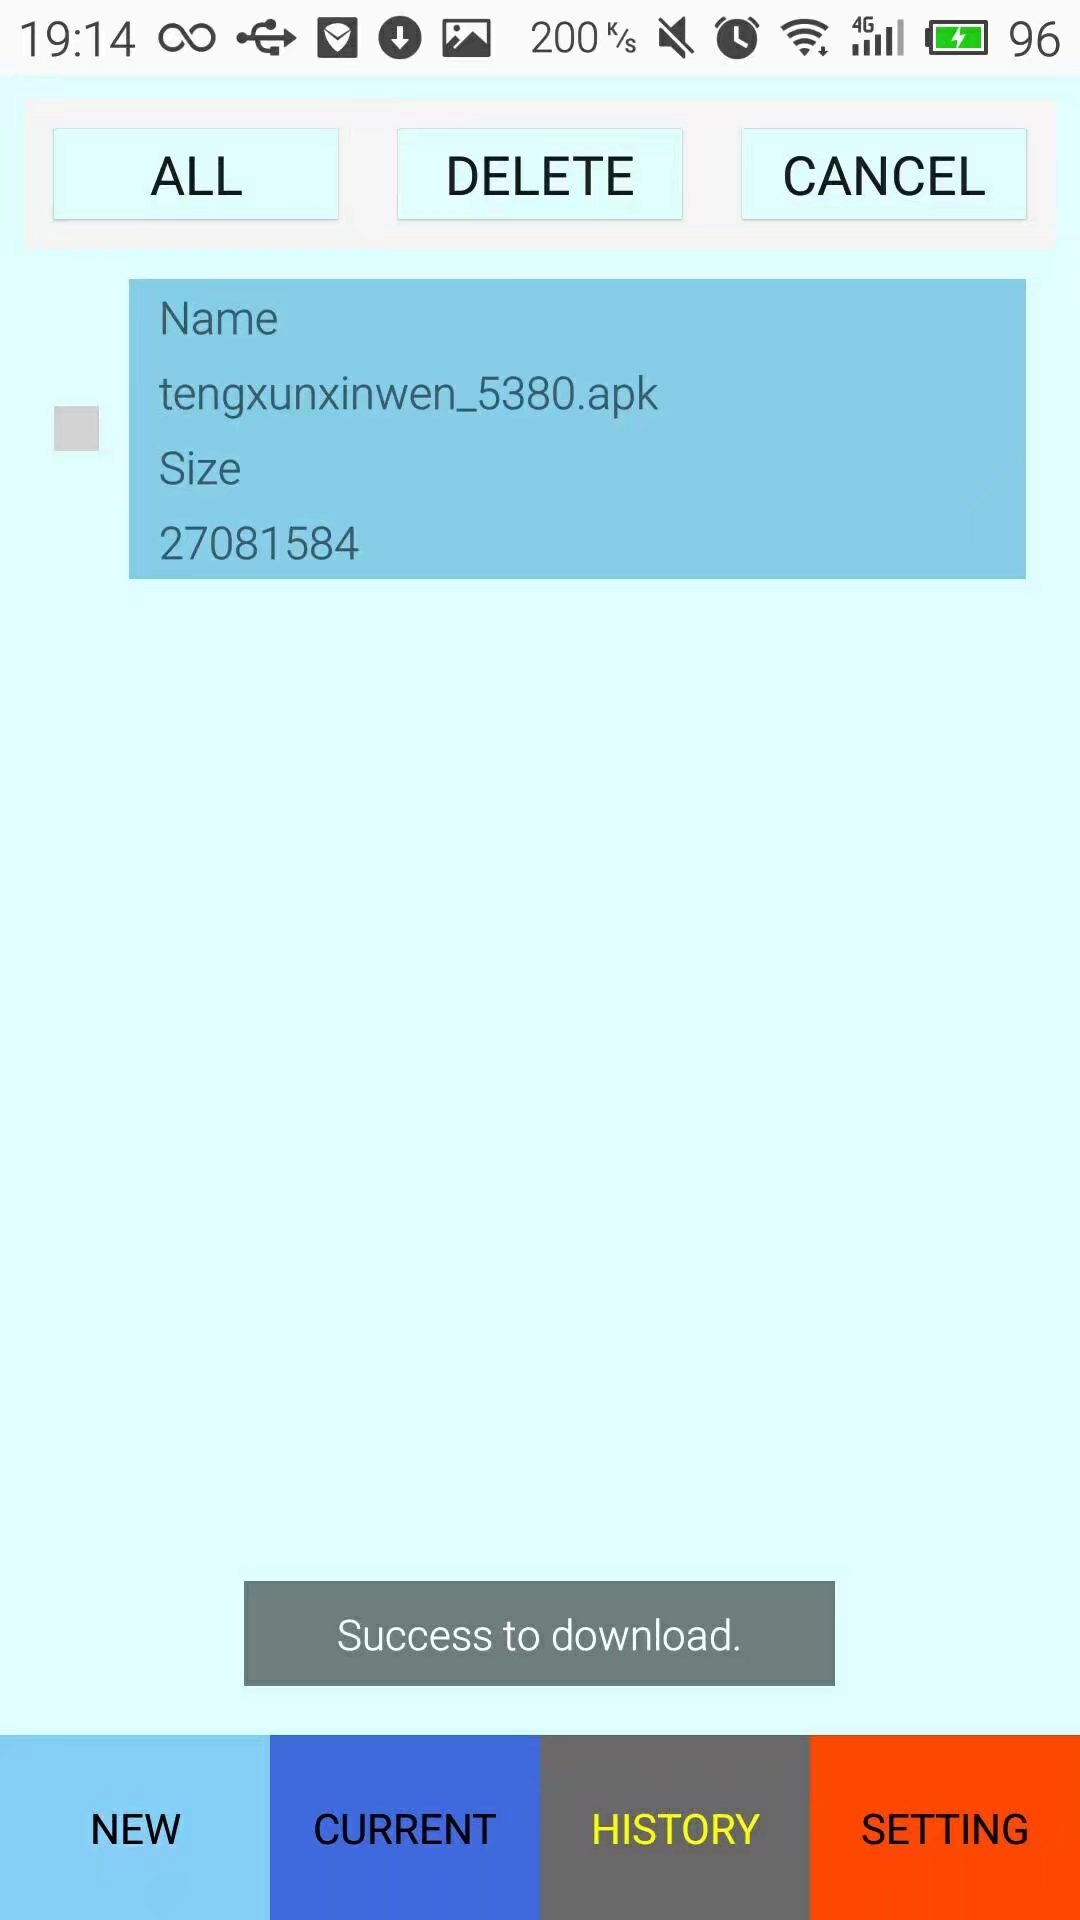 19:14 200 K/s 4G 96
ALL DELETE CANCEL
Name
tengxunxinwen_5380.apk
Size
27081584
Success to download.
NEW CURRENT HISTORY SETTING